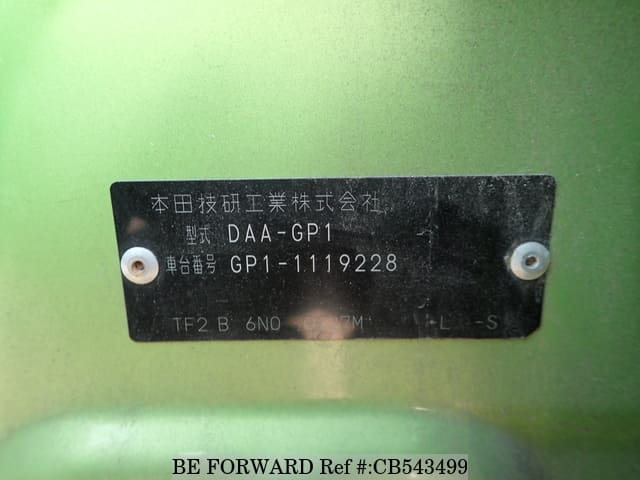 本田技研工業株式会社
型式 DAA-GP1
車台番号 GP1-1119228
TF2 B 6N0 7M -L -S
BE FORWARD Ref #:CB543499